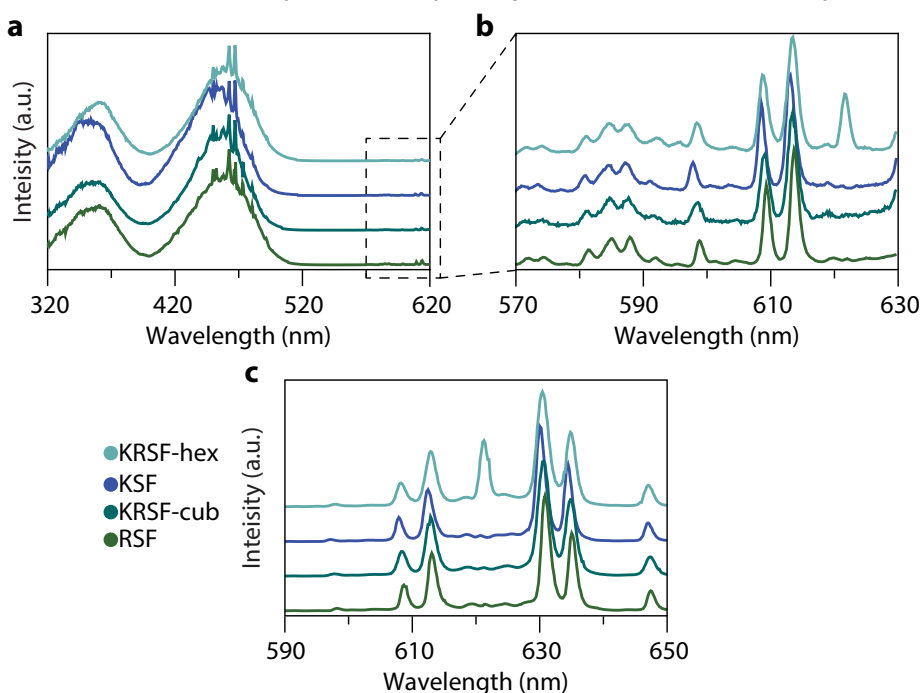 a
b
Inteisity (a.u.)
320
420
520
620
Wavelength (nm)
570
590
610
630
Wavelength (nm)
c
KRSF-hex
KSF
KRSF-cub
RSF
Inteisity (a.u.)
590
610
630
650
Wavelength (nm)